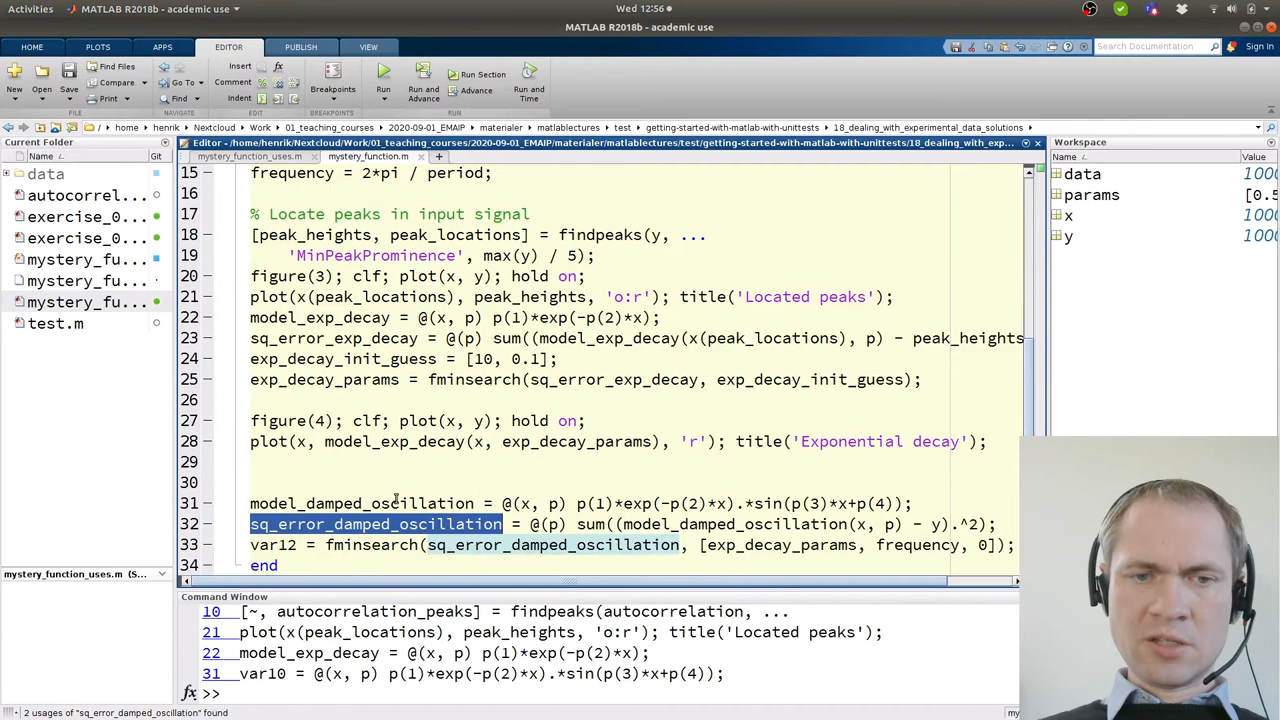 Activities
MATLAB R2018b - academic use
Wed 12:56
MATLAB R2018b - academic use
HOME PLOTS APPS EDITOR PUBLISH VIEW
Search Documentation
Sign In
New Open Save
Find Files
Compare
Print
Go To
Find
Insert
Comment
Indent
Breakpoints
Run
Run and Advance
Run Section
Advance
Run and Time
FILE NAVIGATE EDIT BREAKPOINTS RUN
/ home henrik Nextcloud Work 01_teaching_courses 2020-09-01_EMAIP materialer matlablectures test getting-started-with-matlab-with-unittests 18_dealing_with_experimental_data_solutions
Current Folder
Name Git
data
autocorrel...
exercise_0...
exercise_0...
mystery_fu...
mystery_fu...
mystery_fu...
test.m
mystery_function_uses.m (S...
Editor - /home/henrik/Nextcloud/Work/01_teaching_courses/2020-09-01_EMAIP/materialer/matlablectures/test/getting-started-with-matlab-with-unittests/18_dealing_with_exp...
mystery_function_uses.m mystery_function.m
15 frequency = 2*pi / period;
16
17 % Locate peaks in input signal
18 [peak_heights, peak_locations] = findpeaks(y, ...
19 'MinPeakProminence', max(y) / 5);
20 figure(3); clf; plot(x, y); hold on;
21 plot(x(peak_locations), peak_heights, 'o:r'); title('Located peaks');
22 model_exp_decay = @(x, p) p(1)*exp(-p(2)*x);
23 sq_error_exp_decay = @(p) sum((model_exp_decay(x(peak_locations), p) - peak_heights
24 exp_decay_init_guess = [10, 0.1];
25 exp_decay_params = fminsearch(sq_error_exp_decay, exp_decay_init_guess);
26
27 figure(4); clf; plot(x, y); hold on;
28 plot(x, model_exp_decay(x, exp_decay_params), 'r'); title('Exponential decay');
29
30
31 model_damped_oscillation = @(x, p) p(1)*exp(-p(2)*x).*sin(p(3)*x+p(4));
32 sq_error_damped_oscillation = @(p) sum((model_damped_oscillation(x, p) - y).^2);
33 var12 = fminsearch(sq_error_damped_oscillation, [exp_decay_params, frequency, 0]);
34 end
Command Window
10 [~, autocorrelation_peaks] = findpeaks(autocorrelation, ...
21 plot(x(peak_locations), peak_heights, 'o:r'); title('Located peaks');
22 model_exp_decay = @(x, p) p(1)*exp(-p(2)*x);
31 var10 = @(x, p) p(1)*exp(-p(2)*x).*sin(p(3)*x+p(4));
fx >>
Workspace
Name Value
data 1000
params [0.5
x 1000
y 1000
2 usages of "sq_error_damped_oscillation" found
my